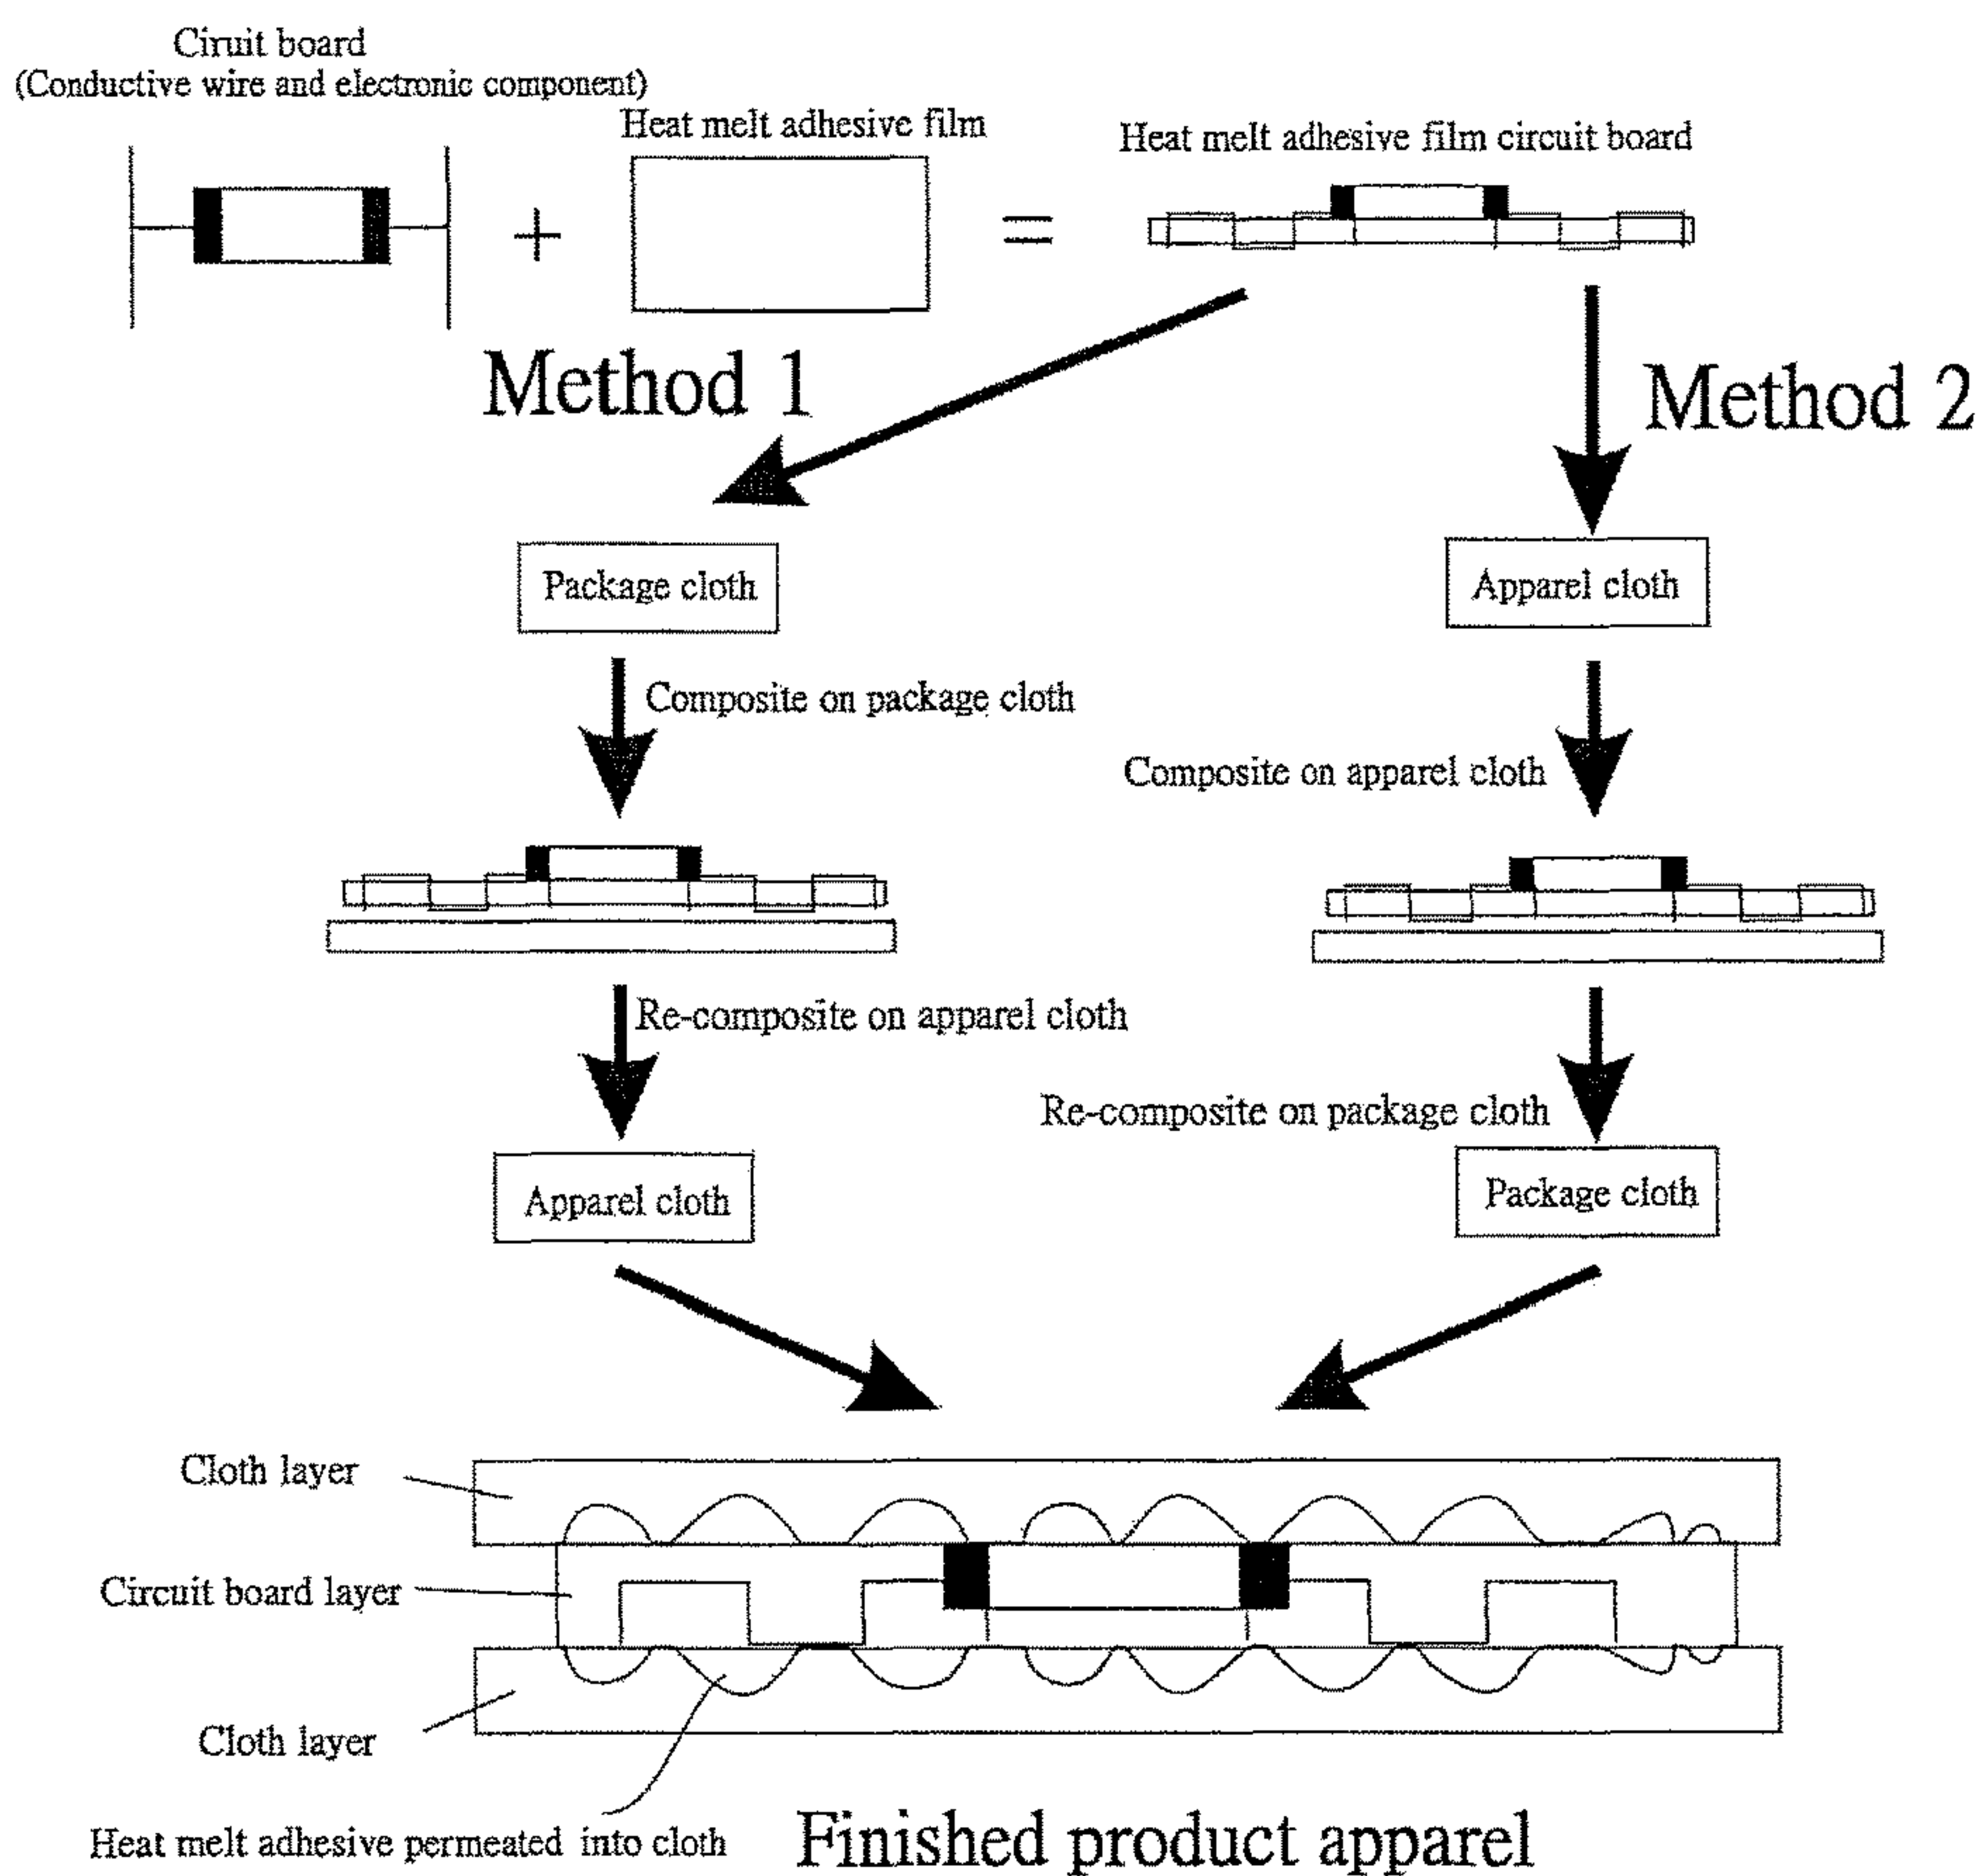 Ciruit board
(Conductive wire and electronic component)
Heat melt adhesive film
Heat melt adhesive film circuit board
+
=
Method 1
Method 2
Package cloth
Apparel cloth
Composite on package cloth
Composite on apparel cloth
Re-composite on apparel cloth
Re-composite on package cloth
Apparel cloth
Package cloth
Cloth layer
Circuit board layer
Cloth layer
Heat melt adhesive permeated into cloth
Finished product apparel